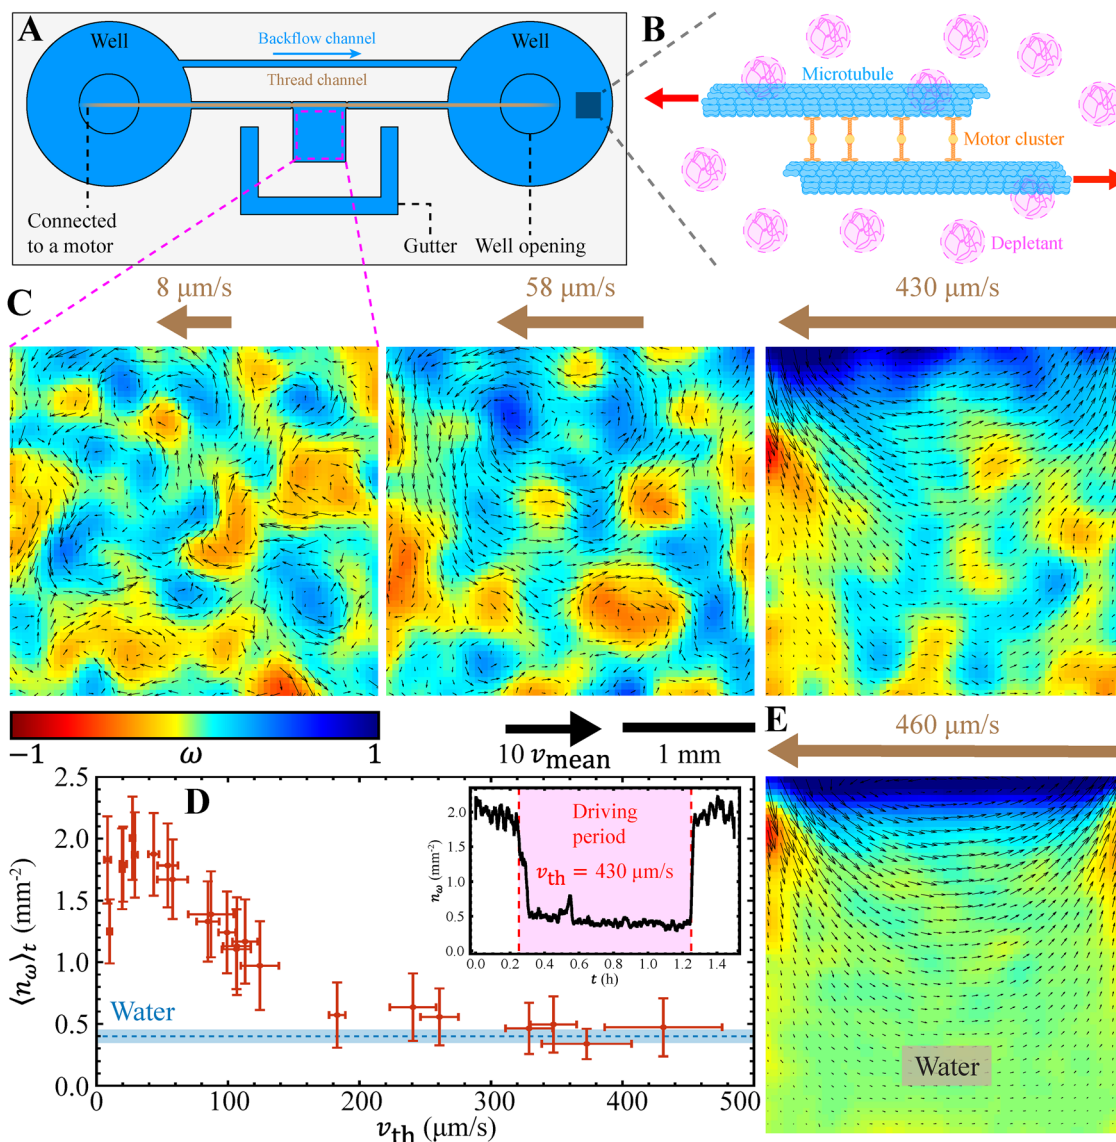 A
Well
Backflow channel
Well
Thread channel
Connected
to a motor
Gutter
Well opening
B
Microtubule
Motor cluster
Depletant
C
8 μm/s
58 μm/s
430 μm/s
−1
ω
1
10 v_mean
1 mm
E
460 μm/s
Water
D
⟨n_ω⟩_t (mm⁻²)
2.5
2.0
1.5
1.0
0.5
0.0
Water
0
100
200
300
400
500
v_th (μm/s)
n_ω (mm⁻²)
2.0
1.5
1.0
0.5
0.0
Driving
period
v_th = 430 μm/s
0.0
0.2
0.4
0.6
0.8
1.0
1.2
1.4
t (h)